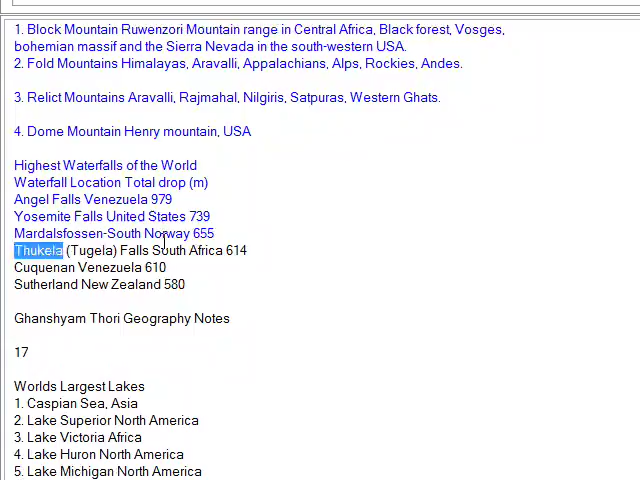 1. Block Mountain Ruwenzori Mountain range in Central Africa, Black forest, Vosges,
bohemian massif and the Sierra Nevada in the south-western USA.
2. Fold Mountains Himalayas, Aravalli, Appalachians, Alps, Rockies, Andes.
3. Relict Mountains Aravalli, Rajmahal, Nilgiris, Satpuras, Western Ghats.
4. Dome Mountain Henry mountain, USA
Highest Waterfalls of the World
Waterfall Location Total drop (m)
Angel Falls Venezuela 979
Yosemite Falls United States 739
Mardalsfossen-South Norway 655
Thukela (Tugela) Falls South Africa 614
Cuquenan Venezuela 610
Sutherland New Zealand 580
Ghanshyam Thori Geography Notes
17
Worlds Largest Lakes
1. Caspian Sea, Asia
2. Lake Superior North America
3. Lake Victoria Africa
4. Lake Huron North America
5. Lake Michigan North America